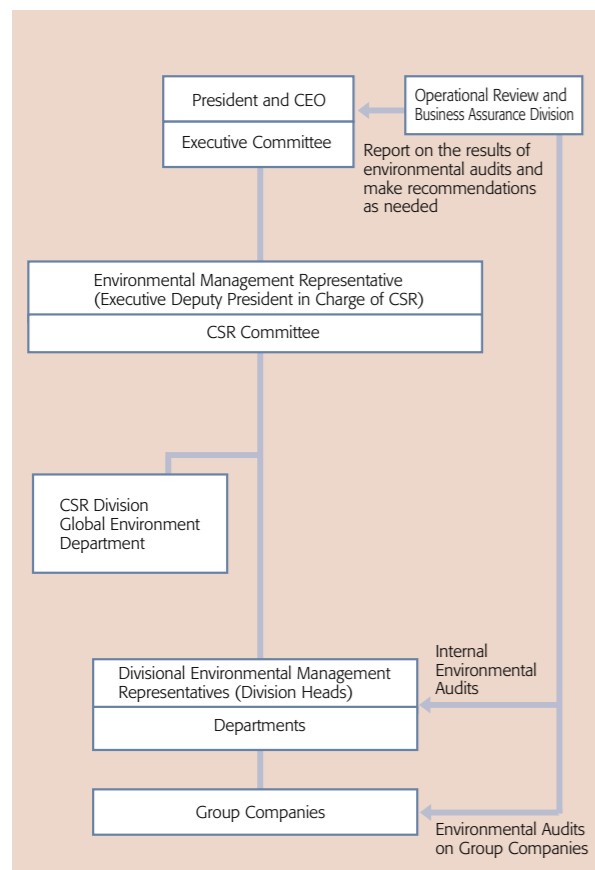 President and CEO
Executive Committee
Operational Review and
Business Assurance Division
Report on the results of
environmental audits and
make recommendations
as needed
Environmental Management Representative
(Executive Deputy President in Charge of CSR)
CSR Committee
CSR Division
Global Environment
Department
Divisional Environmental Management
Representatives (Division Heads)
Departments
Internal
Environmental
Audits
Group Companies
Environmental Audits
on Group Companies